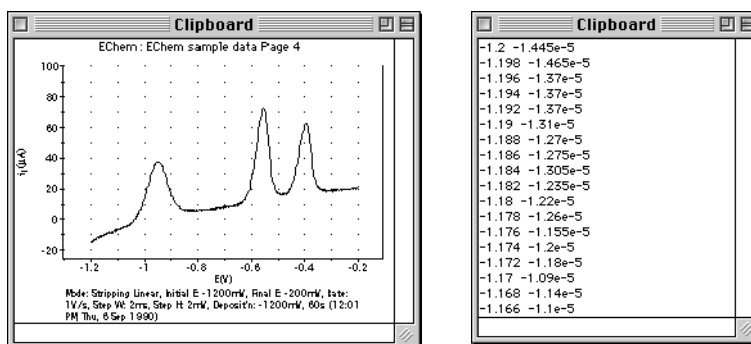 Clipboard
EChem : EChem sample data Page 4
100
80
60
40
20
0
-20
i₁(µA)
-1.2 -1 -0.8 -0.6 -0.4 -0.2
E(V)
Mode: Stripping Linear, Initial E -1200mV, Final E -200mV, Rate:
1V/s, Step W: 2ms, Step H: 2mV, Deposit'n: -1200mV, 60s (12:01
PM Thu, 6 Sep 1990)
Clipboard
-1.2 -1.445e-5
-1.198 -1.465e-5
-1.196 -1.37e-5
-1.194 -1.37e-5
-1.192 -1.37e-5
-1.19 -1.31e-5
-1.188 -1.27e-5
-1.186 -1.275e-5
-1.184 -1.305e-5
-1.182 -1.235e-5
-1.18 -1.22e-5
-1.178 -1.26e-5
-1.176 -1.155e-5
-1.174 -1.2e-5
-1.172 -1.18e-5
-1.17 -1.09e-5
-1.168 -1.14e-5
-1.166 -1.1e-5